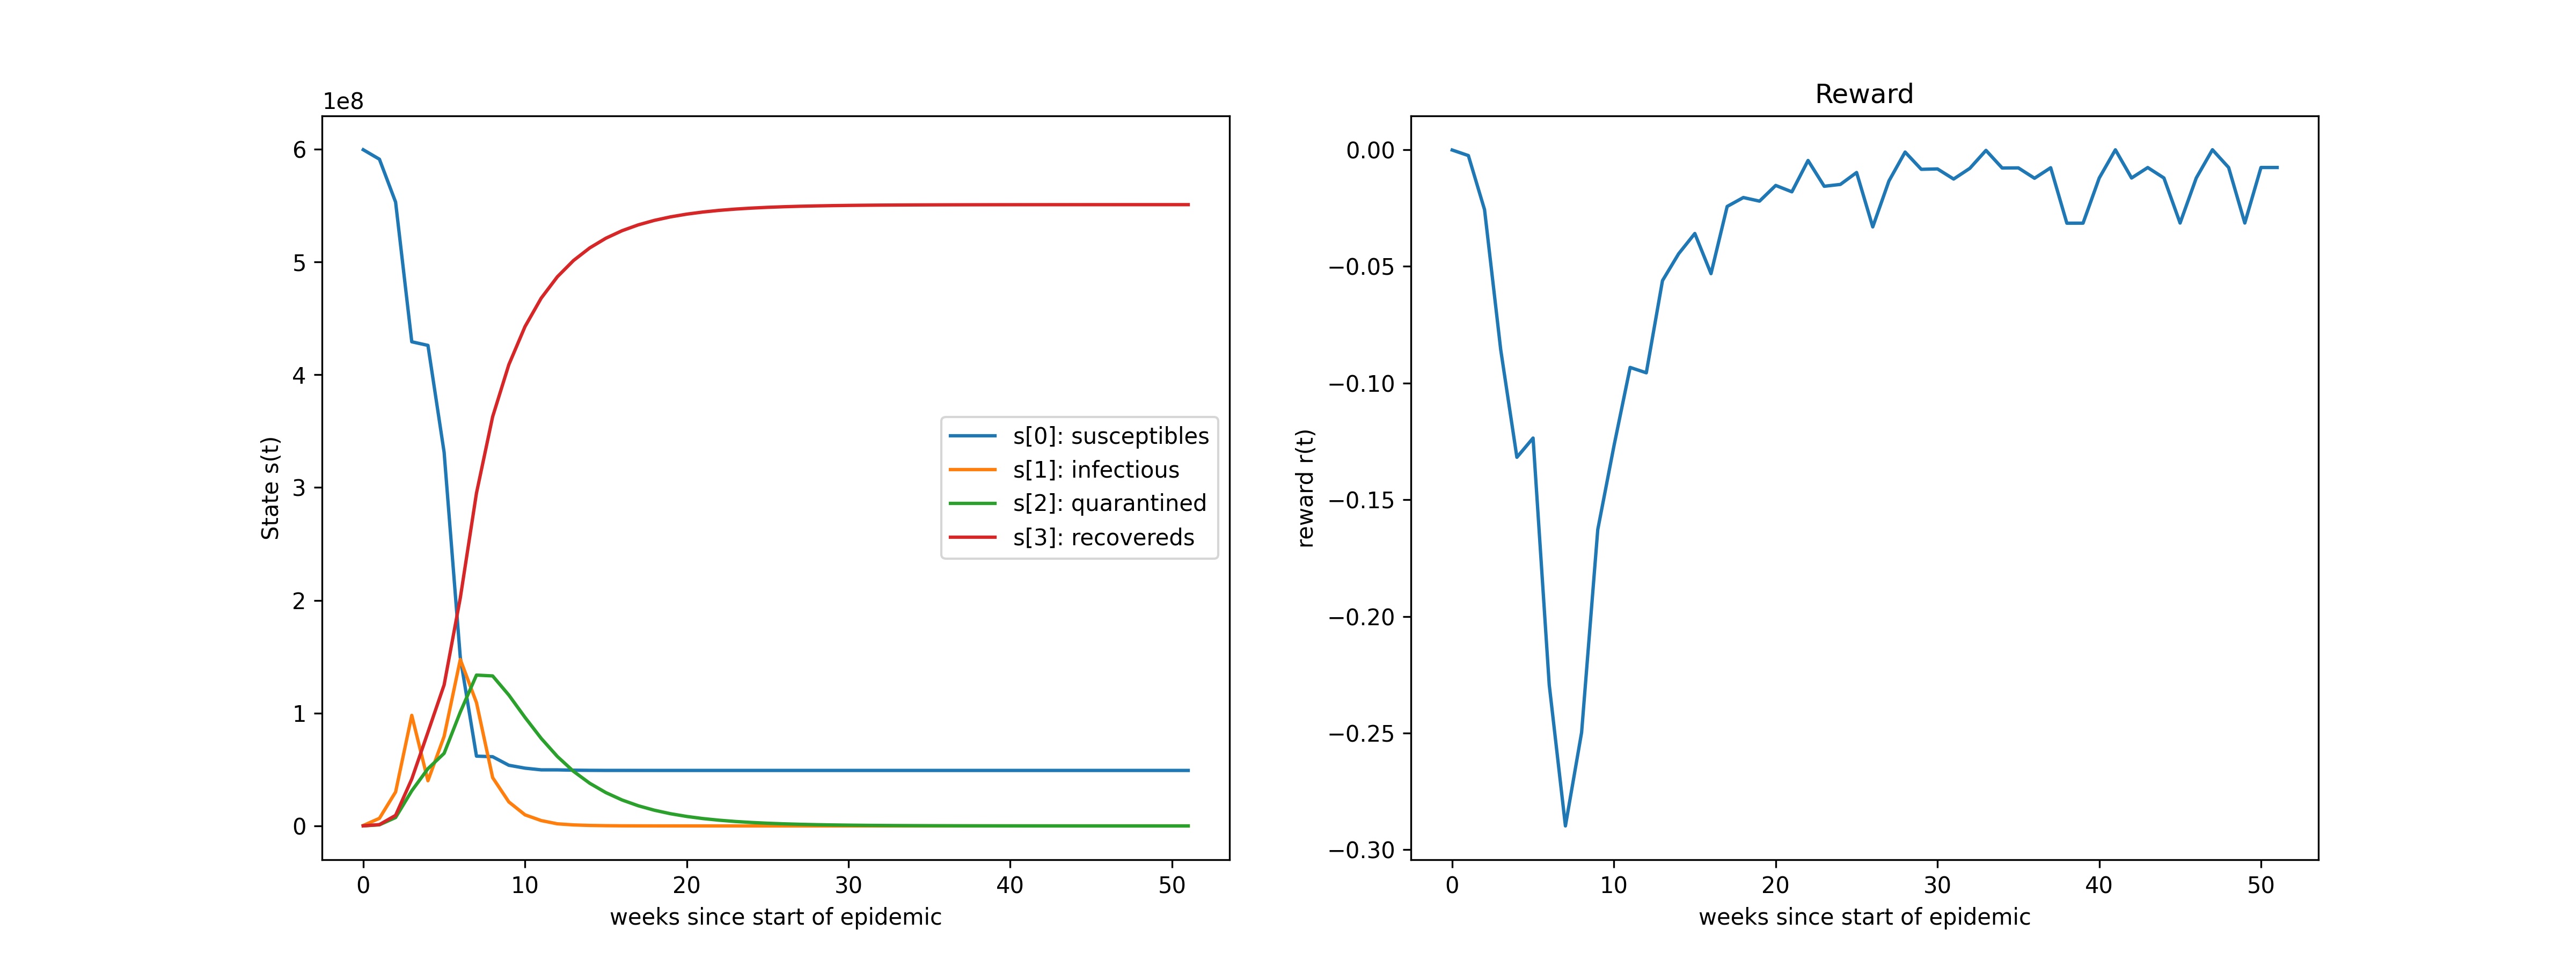 1e8
6
5
4
3
2
1
0
State s(t)
s[0]: susceptibles
s[1]: infectious
s[2]: quarantined
s[3]: recovereds
0 10 20 30 40 50
weeks since start of epidemic
Reward
0.00
−0.05
−0.10
−0.15
−0.20
−0.25
−0.30
reward r(t)
0 10 20 30 40 50
weeks since start of epidemic